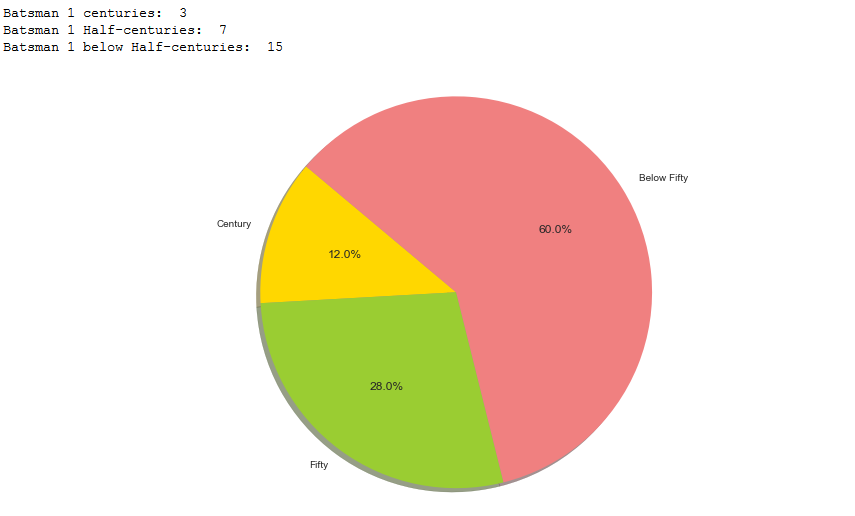 Batsman 1 centuries:  3
Batsman 1 Half-centuries:  7
Batsman 1 below Half-centuries:  15
Below Fifty
Century
60.0%
12.0%
28.0%
Fifty